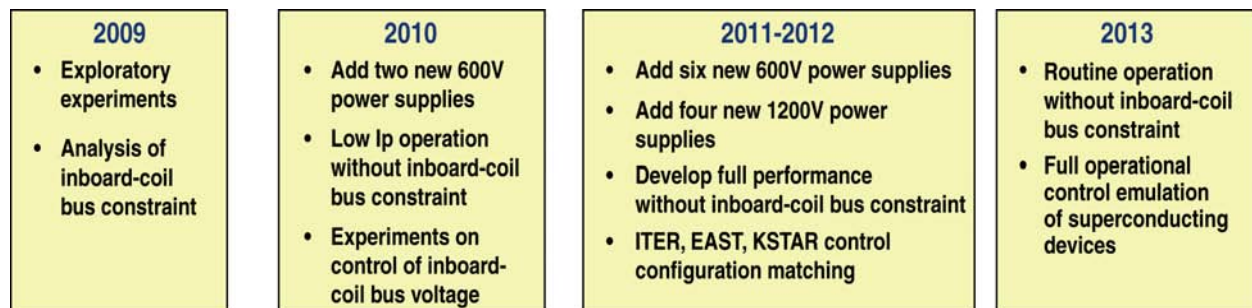 2009
• Exploratory
experiments
• Analysis of
inboard-coil
bus constraint
2010
• Add two new 600V
power supplies
• Low Ip operation
without inboard-coil
bus constraint
• Experiments on
control of inboard-
coil bus voltage
2011-2012
• Add six new 600V power supplies
• Add four new 1200V power
supplies
• Develop full performance
without inboard-coil bus constraint
• ITER, EAST, KSTAR control
configuration matching
2013
• Routine operation
without inboard-coil
bus constraint
• Full operational
control emulation
of superconducting
devices